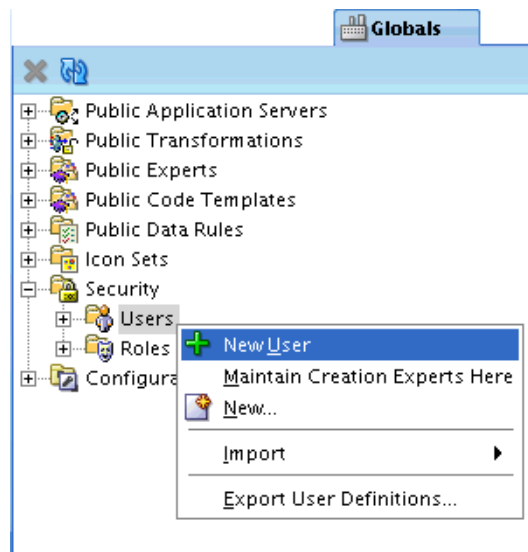 Globals
Public Application Servers
Public Transformations
Public Experts
Public Code Templates
Public Data Rules
Icon Sets
Security
Users
New User
Roles
Maintain Creation Experts Here
Configura
New...
Import
Export User Definitions...